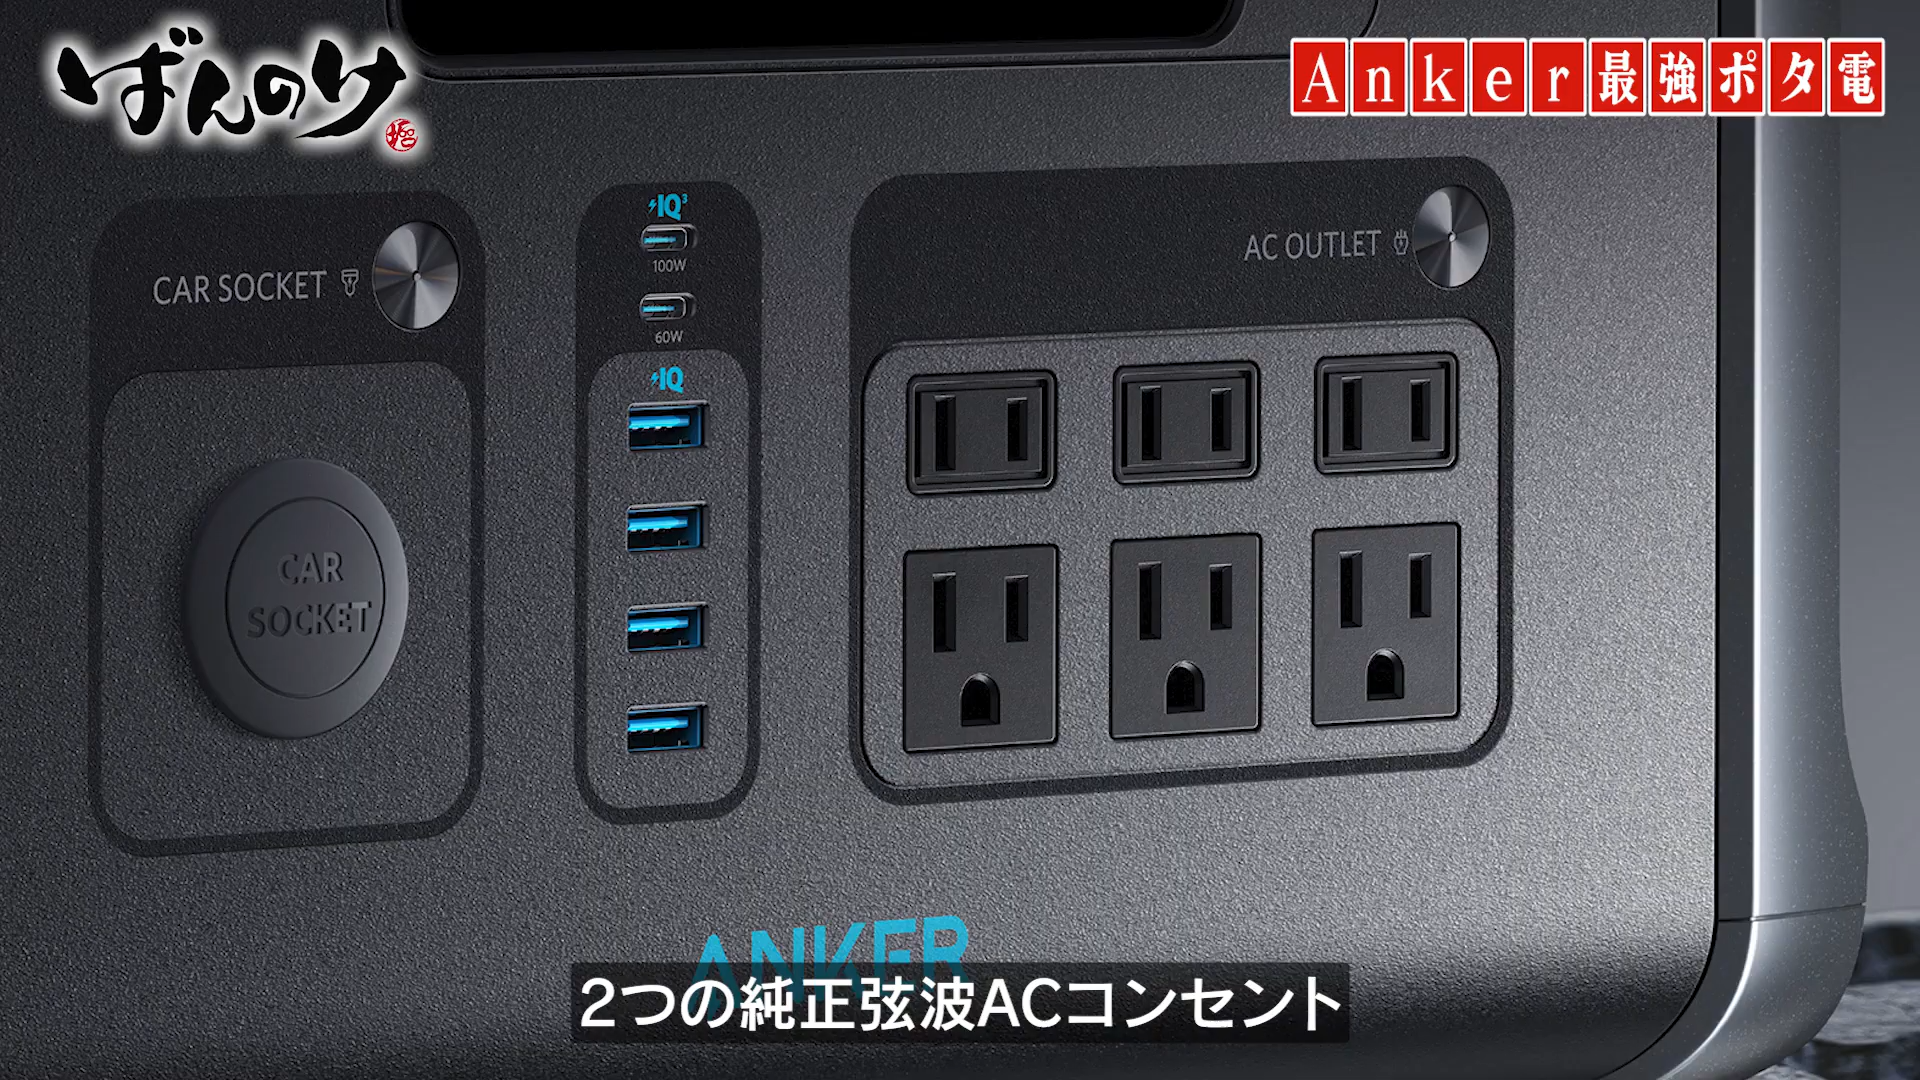 ばんのけ
Anker最強ポタ電
CAR SOCKET
IQ3
100W
60W
IQ
AC OUTLET
CAR
SOCKET
ANKER
2つの純正弦波ACコンセント